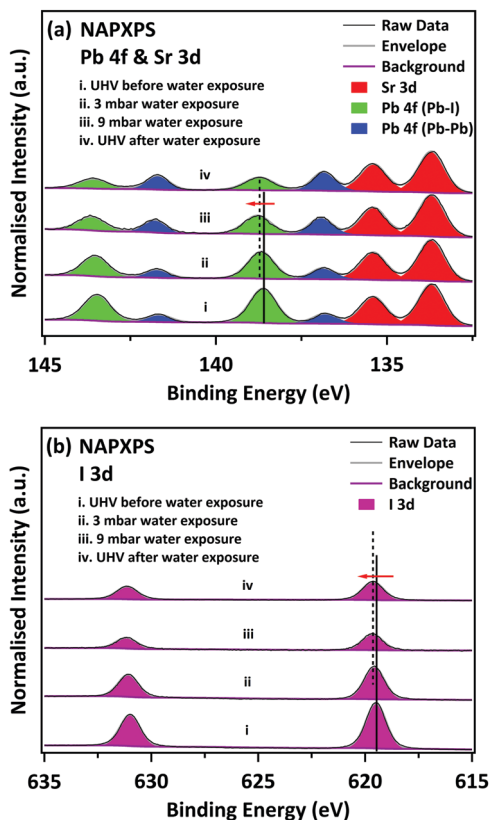 (a) NAPXPS
Pb 4f & Sr 3d
i. UHV before water exposure
ii. 3 mbar water exposure
iii. 9 mbar water exposure
iv. UHV after water exposure
Raw Data
Envelope
Background
Sr 3d
Pb 4f (Pb-I)
Pb 4f (Pb-Pb)
iv
iii
ii
i
Normalised Intensity (a.u.)
145 140 135
Binding Energy (eV)
(b) NAPXPS
I 3d
i. UHV before water exposure
ii. 3 mbar water exposure
iii. 9 mbar water exposure
iv. UHV after water exposure
Raw Data
Envelope
Background
I 3d
iv
iii
ii
i
Normalised Intensity (a.u.)
635 630 625 620 615
Binding Energy (eV)